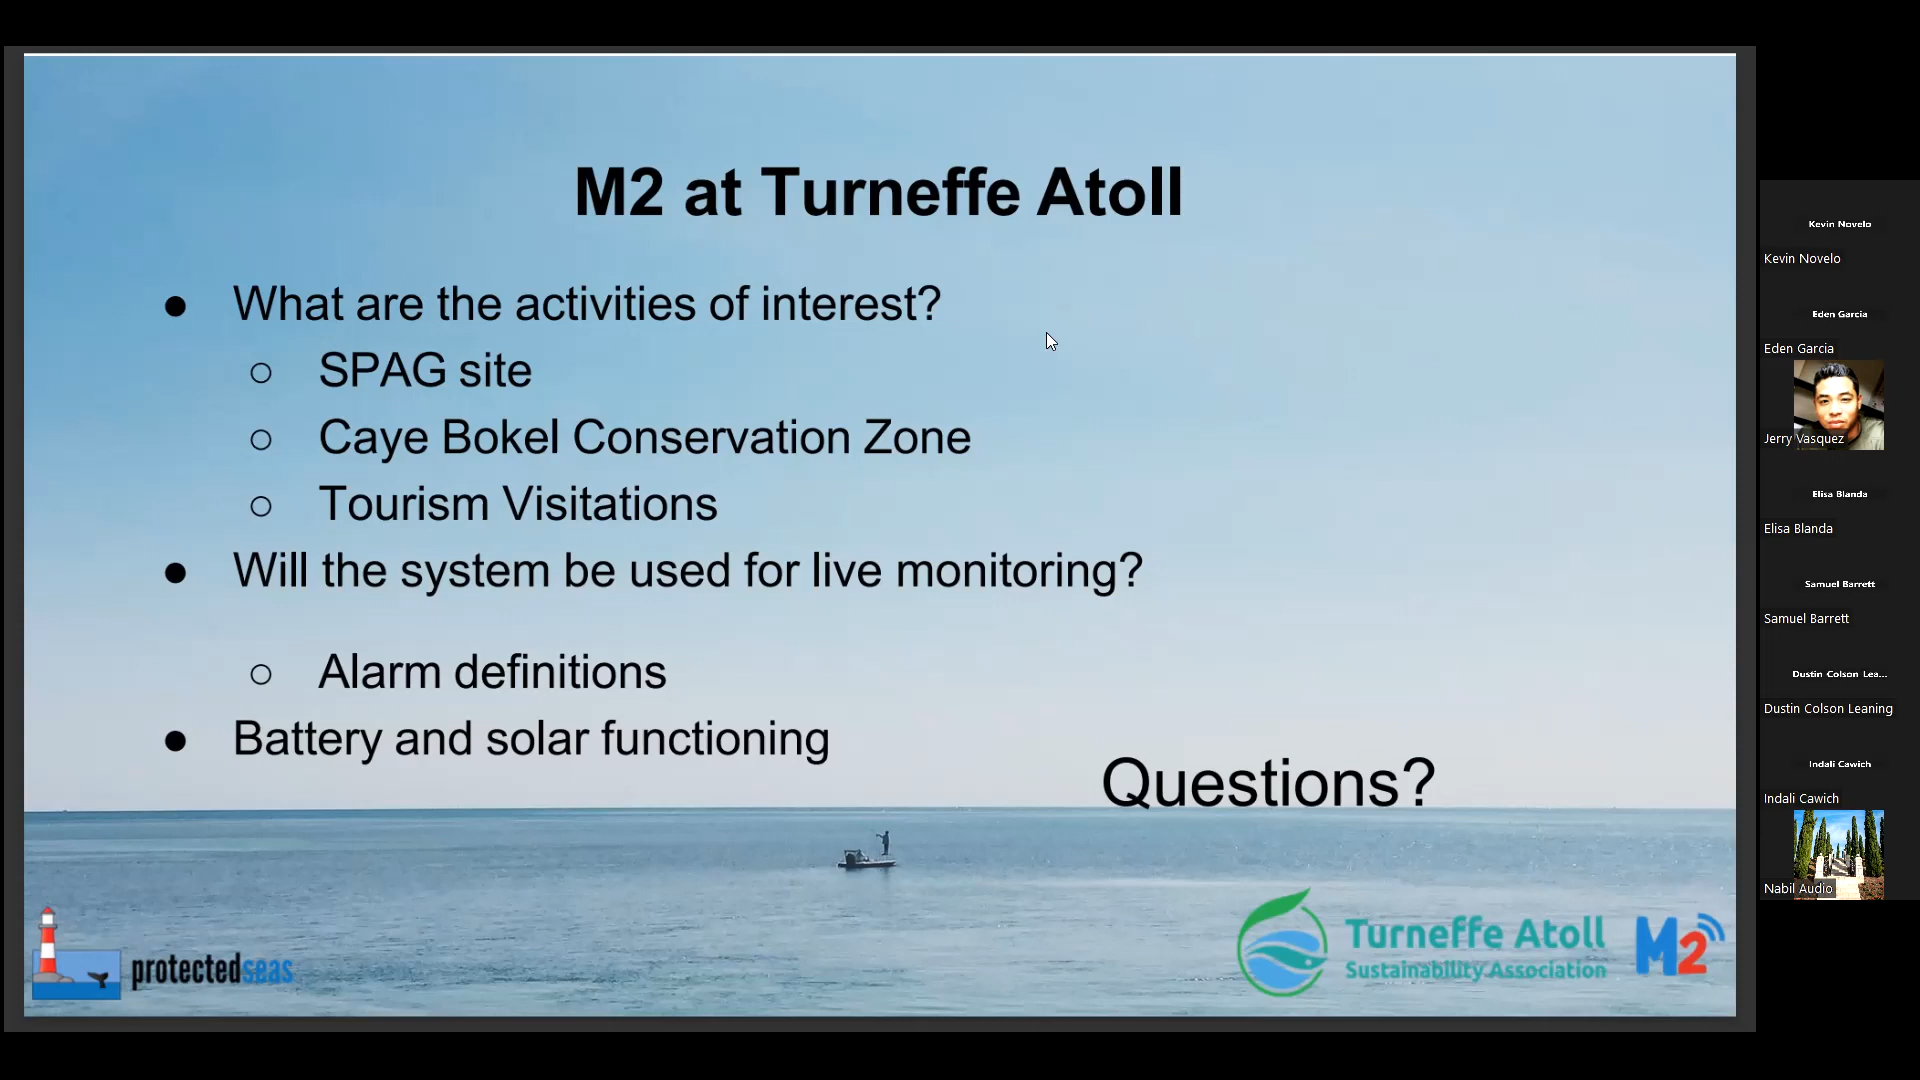 M2 at Turneffe Atoll
● What are the activities of interest?
○ SPAG site
○ Caye Bokel Conservation Zone
○ Tourism Visitations
● Will the system be used for live monitoring?
○ Alarm definitions
● Battery and solar functioning
Questions?
protectedseas
Turneffe Atoll
Sustainability Association
M2
Kevin Novelo
Kevin Novelo
Eden Garcia
Eden Garcia
Jerry Vasquez
Elisa Blanda
Elisa Blanda
Samuel Barrett
Samuel Barrett
Dustin Colson Lea...
Dustin Colson Leaning
Indali Cawich
Indali Cawich
Nabil Audio